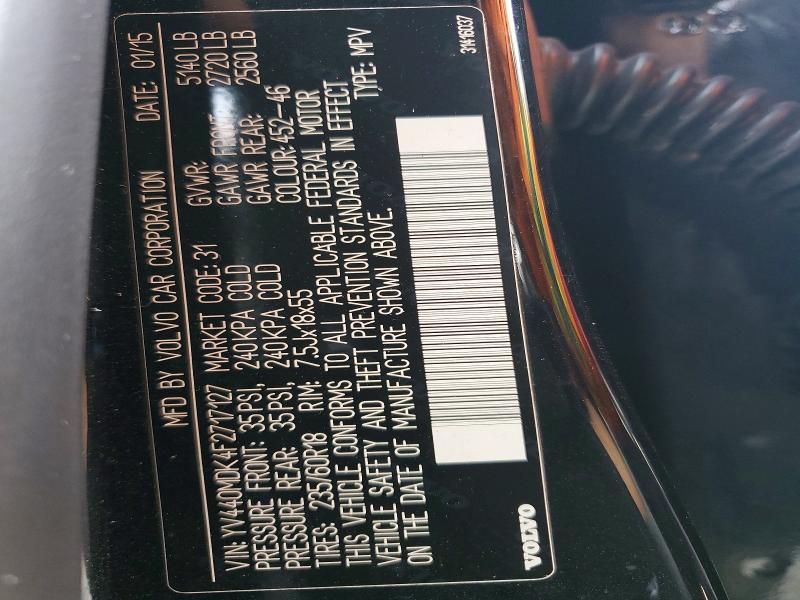 MFD BY VOLVO CAR CORPORATION DATE: 01/15
VIN: YV440MDK4F2717127 MARKET CODE: 31 GVWR: 5140 LB
PRESSURE FRONT: 35PSI, 240KPA COLD GAWR FRONT: 2720 LB
PRESSURE REAR: 35PSI, 240KPA COLD GAWR REAR: 2560 LB
TIRES: 235/60R18 RIM: 7.5Jx18x55 COLOUR: 452-46
THIS VEHICLE CONFORMS TO ALL APPLICABLE FEDERAL MOTOR
VEHICLE SAFETY AND THEFT PREVENTION STANDARDS IN EFFECT
ON THE DATE OF MANUFACTURE SHOWN ABOVE. TYPE: MPV
VOLVO 31416037